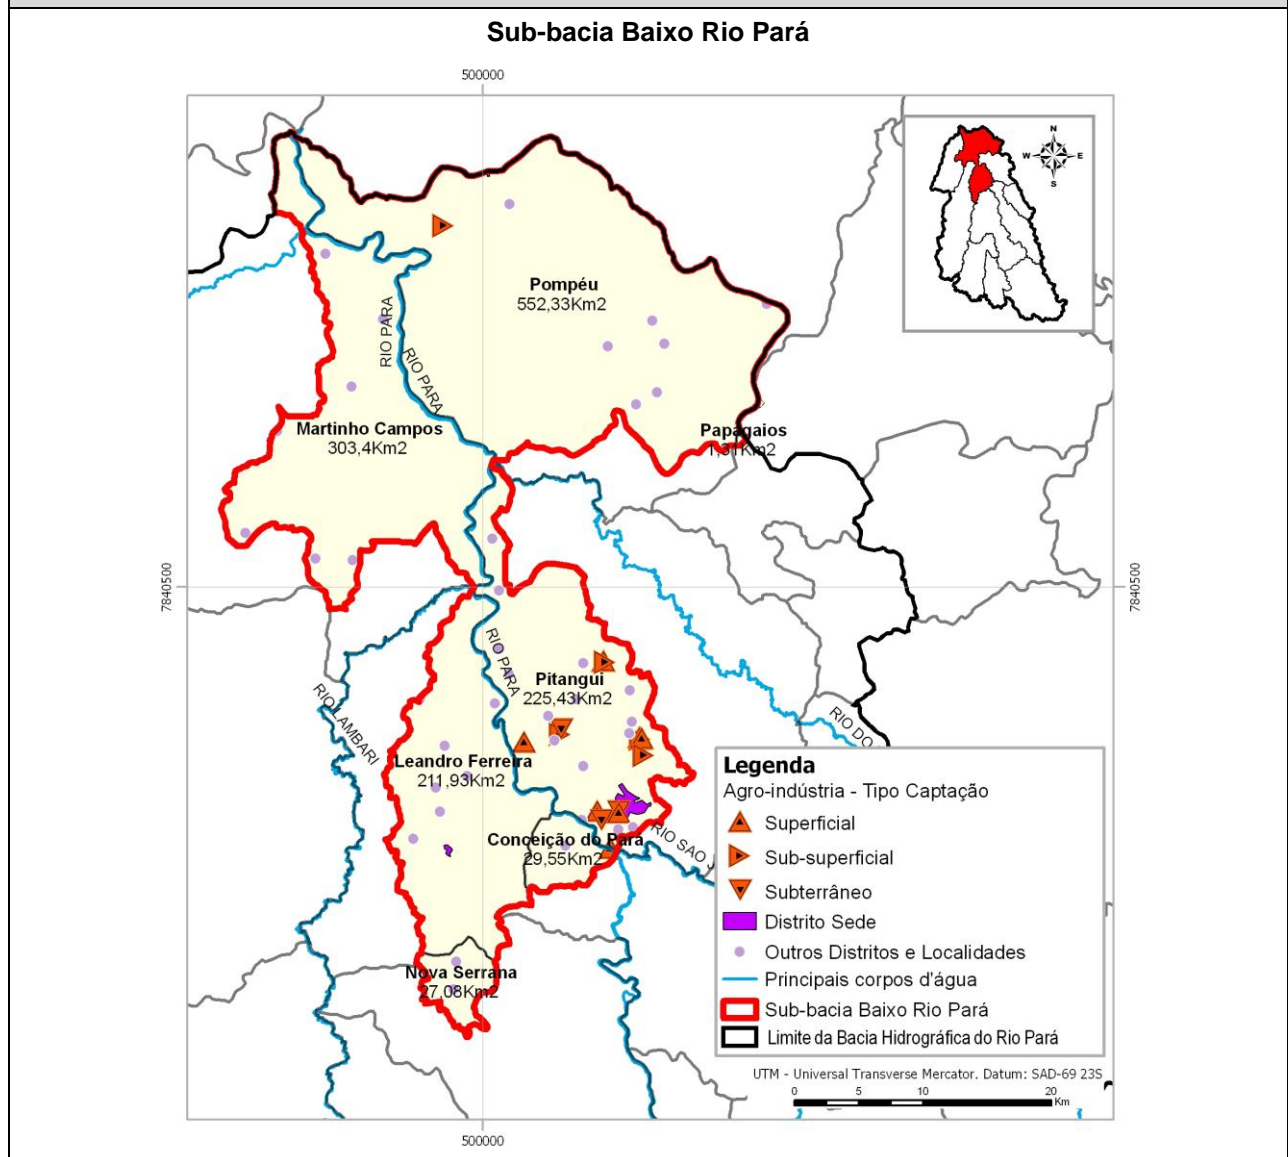 Sub-bacia Baixo Rio Pará
500000
N
W E
S
Pompéu
552,33Km2
RIO PARA
RIO PARA
Martinho Campos
303,4Km2
Papagaios
1,31Km2
7840500
7840500
RIO PARA
Pitangui
225,43Km2
RIO LAMBARI
RIO DO
Leandro Ferreira
211,93Km2
Conceição do Pará
29,55Km2
RIO SAO J
Nova Serrana
27,08Km2
Legenda
Agro-indústria - Tipo Captação
Superficial
Sub-superficial
Subterrâneo
Distrito Sede
Outros Distritos e Localidades
Principais corpos d'água
Sub-bacia Baixo Rio Pará
Limite da Bacia Hidrográfica do Rio Pará
UTM - Universal Transverse Mercator. Datum: SAD-69 23S
0 5 10 20
Km
500000